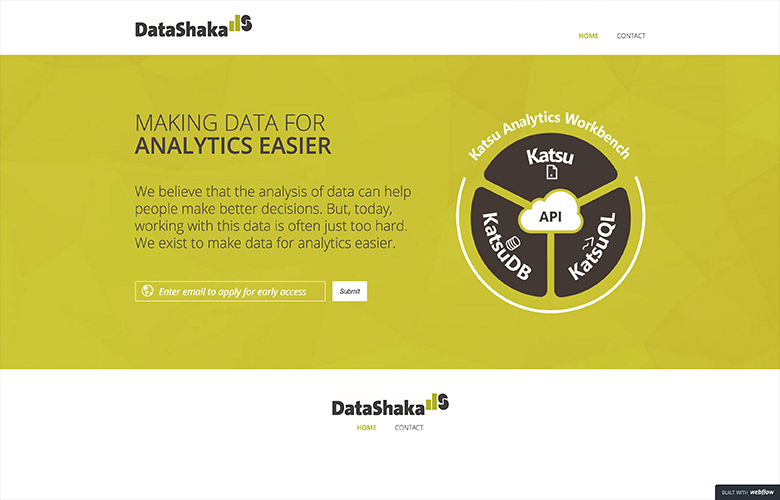 DataShaka
HOME CONTACT
MAKING DATA FOR
ANALYTICS EASIER
We believe that the analysis of data can help
people make better decisions. But, today,
working with this data is often just too hard.
We exist to make data for analytics easier.
Enter email to apply for early access
Submit
Katsu Analytics Workbench
Katsu
API
KatsuDB
KatsuQL
DataShaka
HOME CONTACT
BUILT WITH webflow